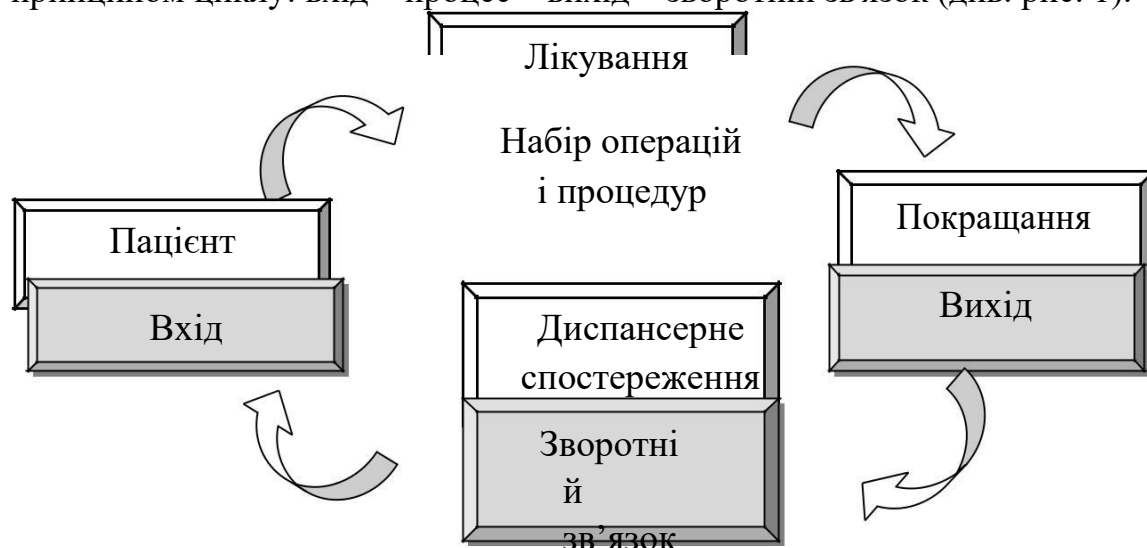 принципом циклу: вхід – процес – вихід – зворотний зв'язок (див. рис. 1).
Лікування
Набір операцій
і процедур
Пацієнт
Вхід
Покращання
Вихід
Диспансерне
спостереження
Зворотні
й
зв’язок